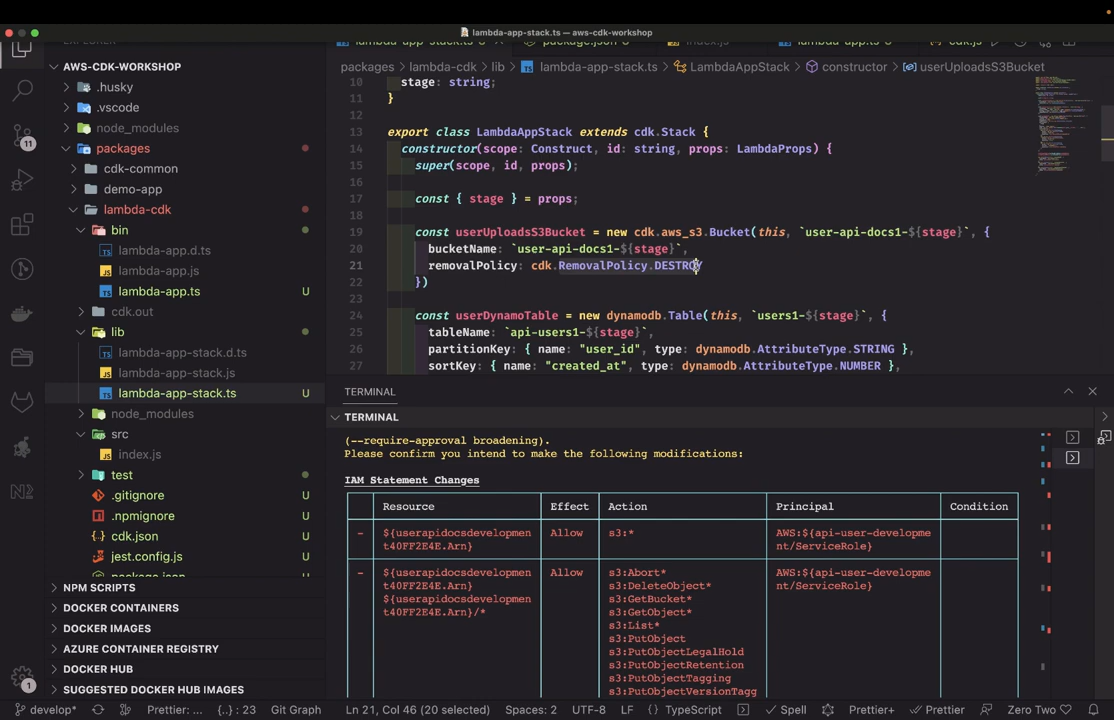 lambda-app-stack.ts — aws-cdk-workshop
AWS-CDK-WORKSHOP
.husky
.vscode
node_modules
packages
cdk-common
demo-app
lambda-cdk
bin
lambda-app.d.ts
lambda-app.js
lambda-app.ts U
cdk.out
lib
lambda-app-stack.d.ts
lambda-app-stack.js
lambda-app-stack.ts U
node_modules
src
index.js
test
.gitignore U
.npmignore U
cdk.json U
jest.config.js U
NPM SCRIPTS
DOCKER CONTAINERS
DOCKER IMAGES
AZURE CONTAINER REGISTRY
DOCKER HUB
SUGGESTED DOCKER HUB IMAGES
11
1
packages > lambda-cdk > lib > lambda-app-stack.ts > LambdaAppStack > constructor > userUploadsS3Bucket
10 stage: string;
11 }
12
13 export class LambdaAppStack extends cdk.Stack {
14 constructor(scope: Construct, id: string, props: LambdaProps) {
15 super(scope, id, props);
16
17 const { stage } = props;
18
19 const userUploadsS3Bucket = new cdk.aws_s3.Bucket(this, `user-api-docs1-${stage}`, {
20 bucketName: `user-api-docs1-${stage}`,
21 removalPolicy: cdk.RemovalPolicy.DESTROY
22 })
23
24 const userDynamoTable = new dynamodb.Table(this, `users1-${stage}`, {
25 tableName: `api-users1-${stage}`,
26 partitionKey: { name: "user_id", type: dynamodb.AttributeType.STRING },
27 sortKey: { name: "created_at", type: dynamodb.AttributeType.NUMBER },
TERMINAL
TERMINAL
(--require-approval broadening).
Please confirm you intend to make the following modifications:
IAM Statement Changes
Resource Effect Action Principal Condition
- ${userapidocsdevelopmen Allow s3:* AWS:${api-user-developme
t40FF2E4E.Arn} nt/ServiceRole}
- ${userapidocsdevelopmen Allow s3:Abort* AWS:${api-user-developme
t40FF2E4E.Arn} s3:DeleteObject* nt/ServiceRole}
${userapidocsdevelopmen s3:GetBucket*
t40FF2E4E.Arn}/* s3:GetObject*
s3:List*
s3:PutObject
s3:PutObjectLegalHold
s3:PutObjectRetention
s3:PutObjectTagging
s3:PutObjectVersionTagg
develop* Prettier: ... {..} : 23 Git Graph Ln 21, Col 46 (20 selected) Spaces: 2 UTF-8 LF {} TypeScript Spell Prettier+ Prettier Zero Two